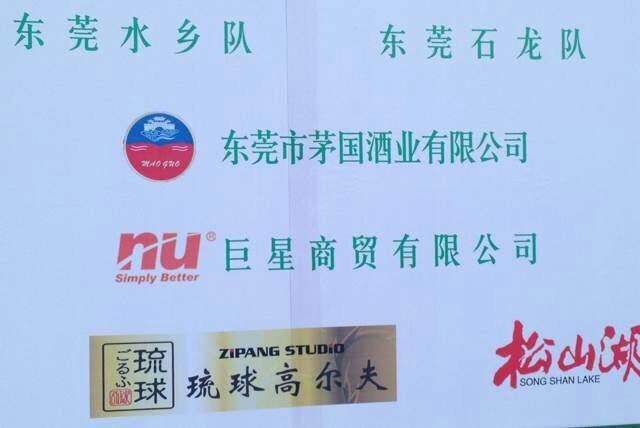 东莞水乡队
东莞石龙队
MAO GUO
东莞市茅国酒业有限公司
nu®
Simply Better
巨星商贸有限公司
琉球
ごるふ
ZIPANG STUDIO
琉球高尔夫
松山湖
SONG SHAN LAKE